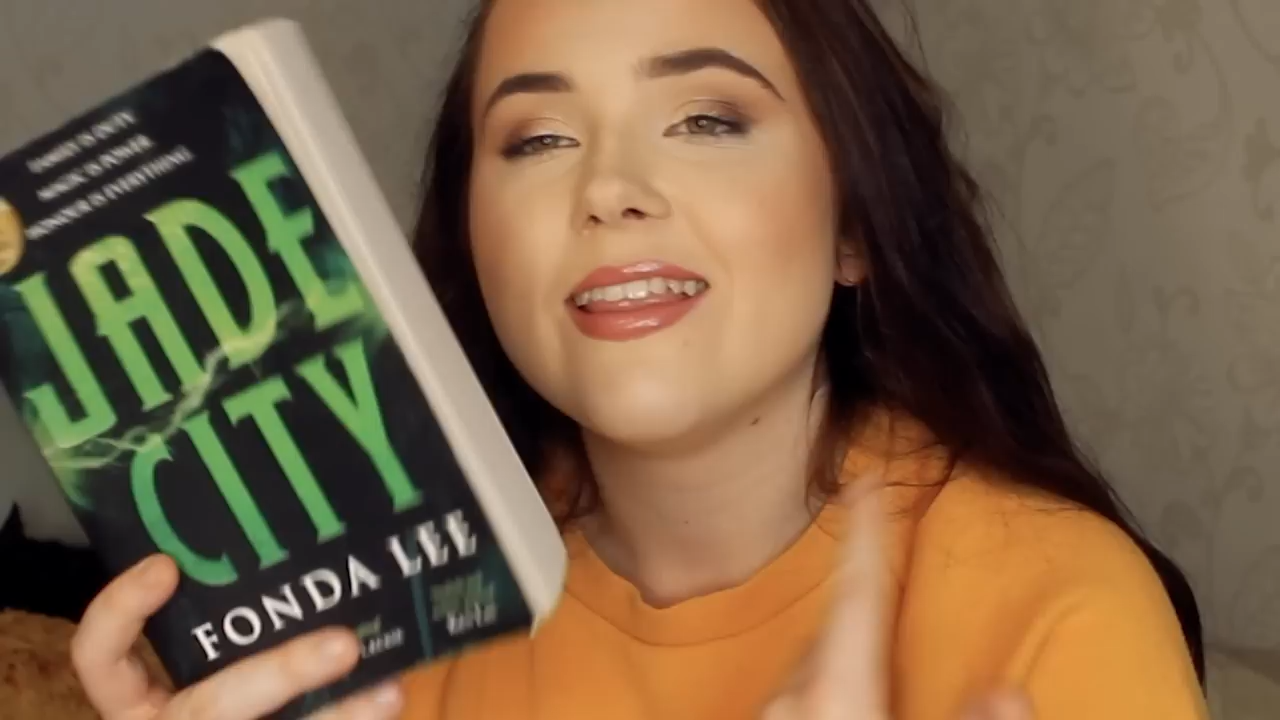 FAMILY IS DUTY
MAGIC IS POWER
HONOUR IS EVERYTHING
JADE
CITY
FONDA LEE